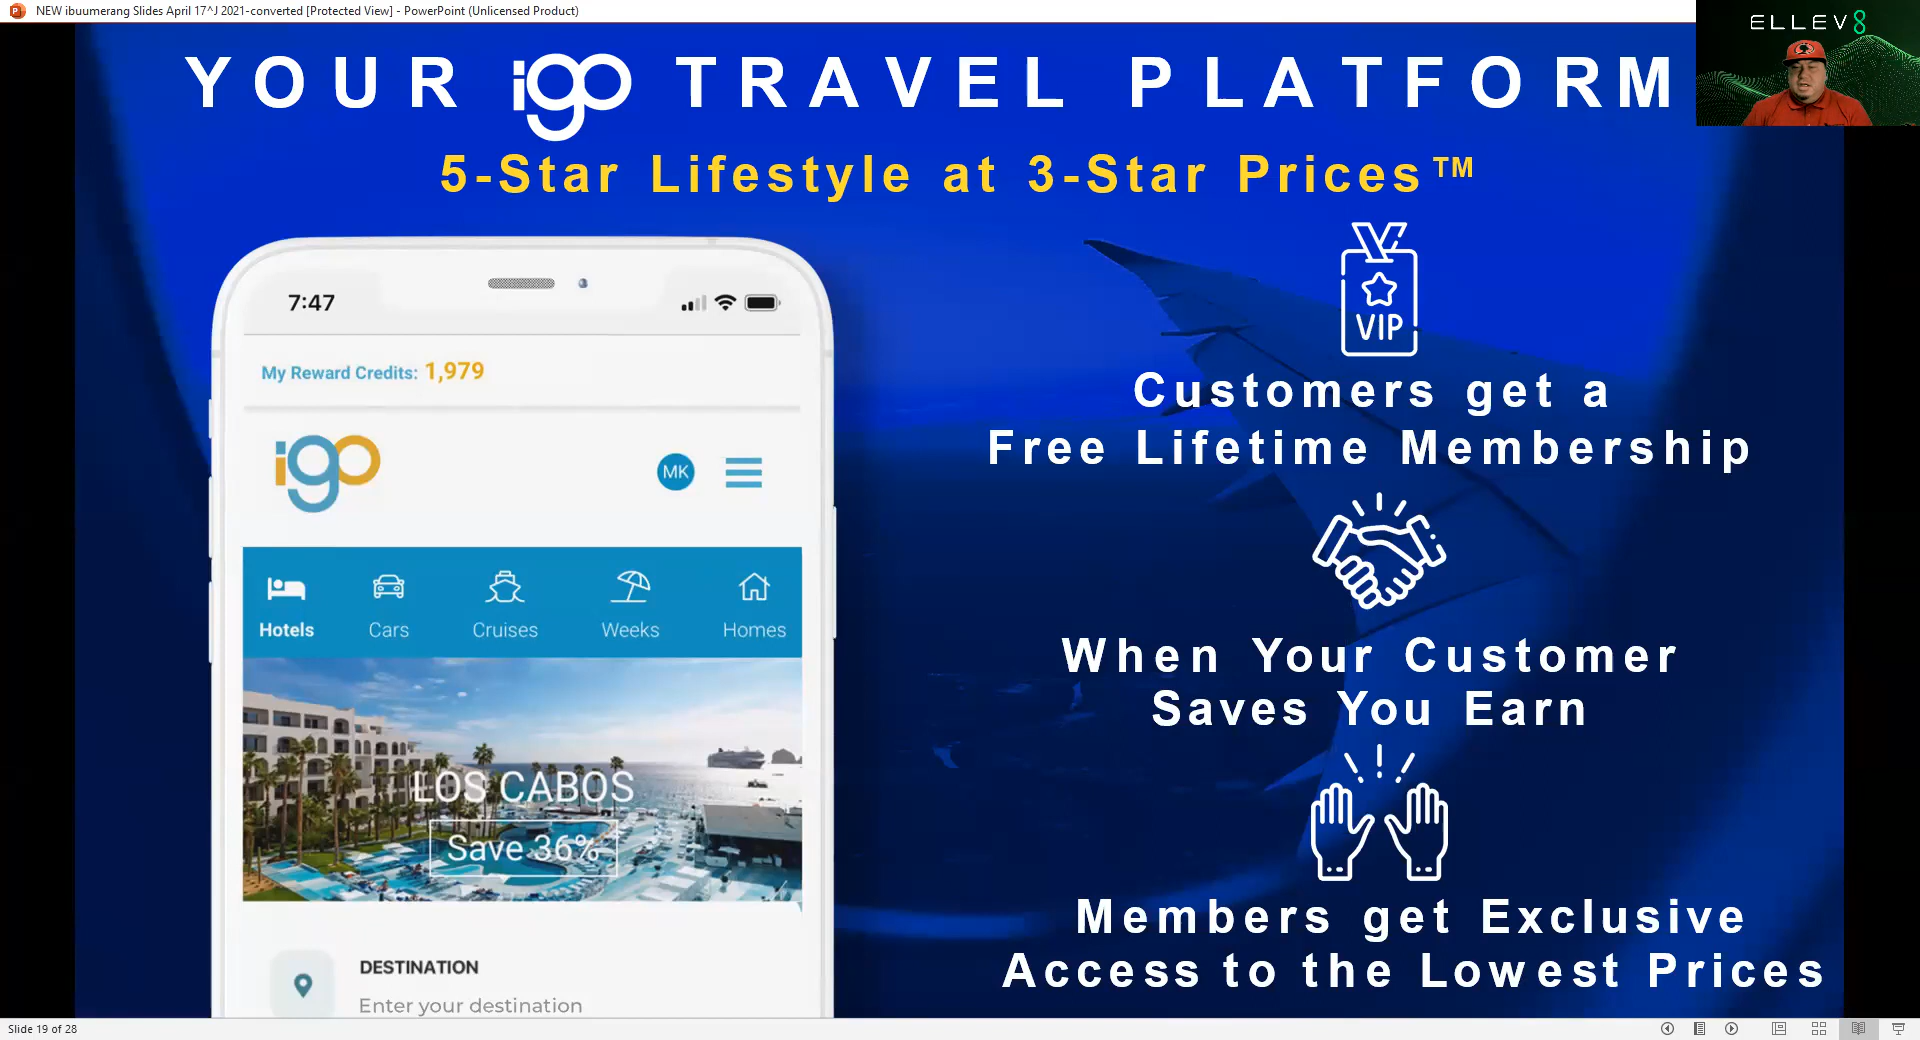 NEW ibuumerang Slides April 17^J 2021-converted [Protected View] - PowerPoint (Unlicensed Product)
ELLEV8
YOUR igo TRAVEL PLATFORM
5-Star Lifestyle at 3-Star Prices™
7:47
My Reward Credits: 1,979
igo
MK
Hotels Cars Cruises Weeks Homes
LOS CABOS
Save 36%
DESTINATION
Enter your destination
VIP
Customers get a
Free Lifetime Membership
When Your Customer
Saves You Earn
Members get Exclusive
Access to the Lowest Prices
Slide 19 of 28